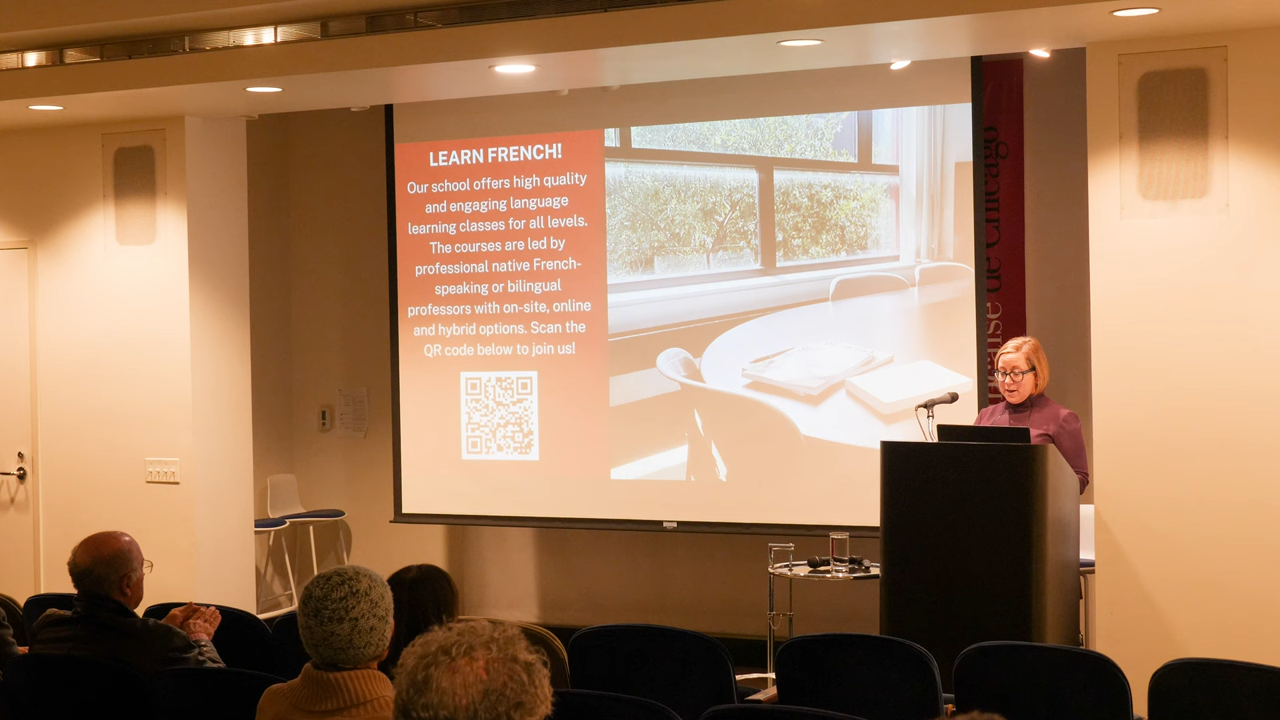 LEARN FRENCH!
Our school offers high quality
and engaging language
learning classes for all levels.
The courses are led by
professional native French-
speaking or bilingual
professors with on-site, online
and hybrid options. Scan the
QR code below to join us!
de Chicago